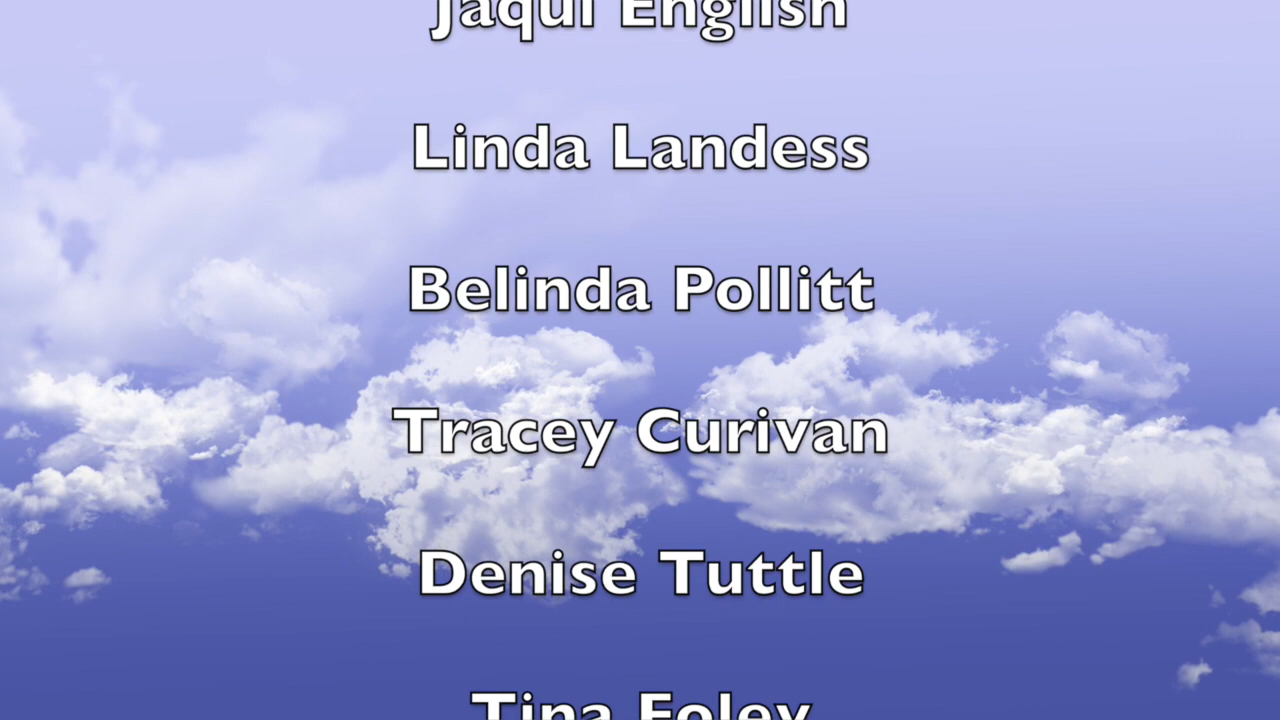 Jaqui English
Linda Landess
Belinda Pollitt
Tracey Curivan
Denise Tuttle
Tina Foley